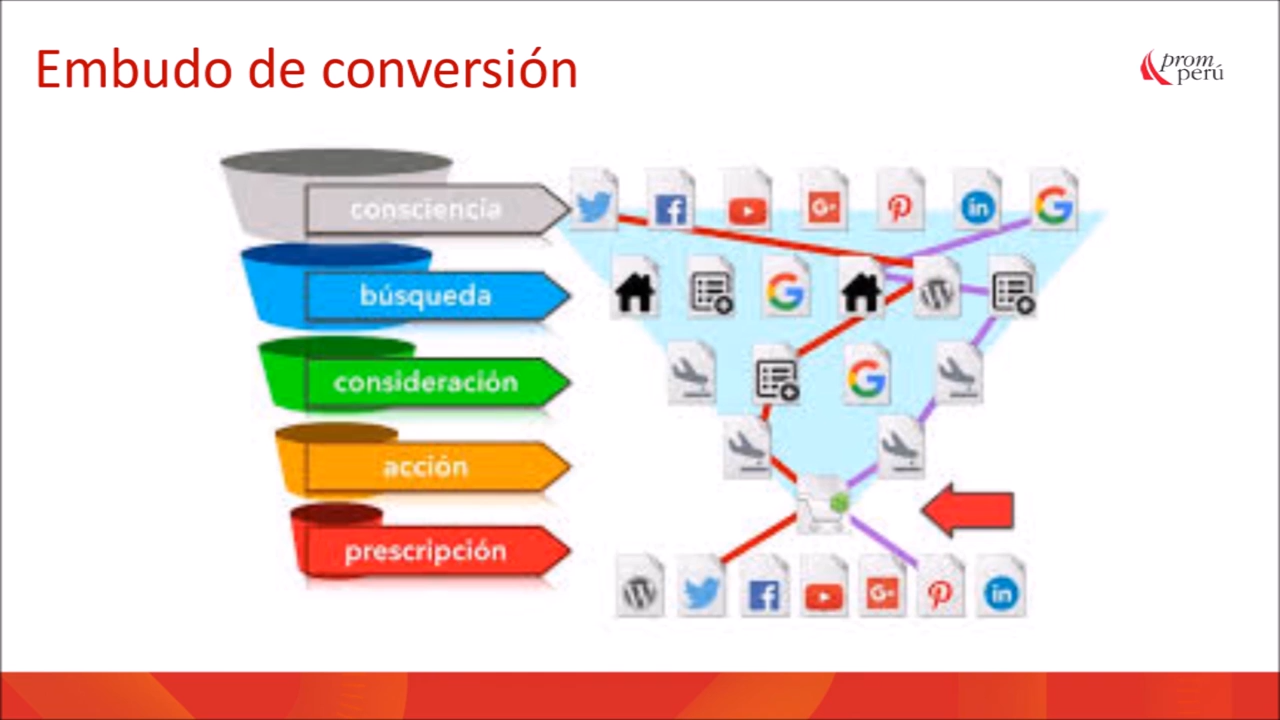 Embudo de conversión
prom
perú
consciencia
búsqueda
consideración
acción
prescripción